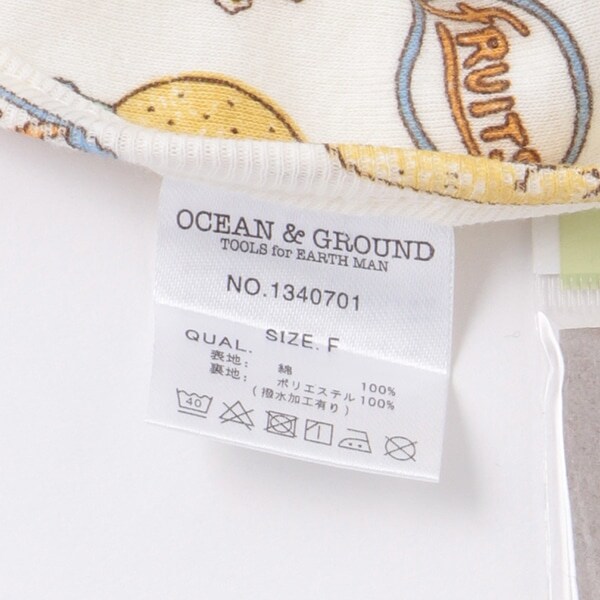 FRUITS
OCEAN & GROUND
TOOLS for EARTH MAN
NO.1340701
QUAL. SIZE. F
表地: 綿 100%
裏地: ポリエステル 100%
(撥水加工有り)
40